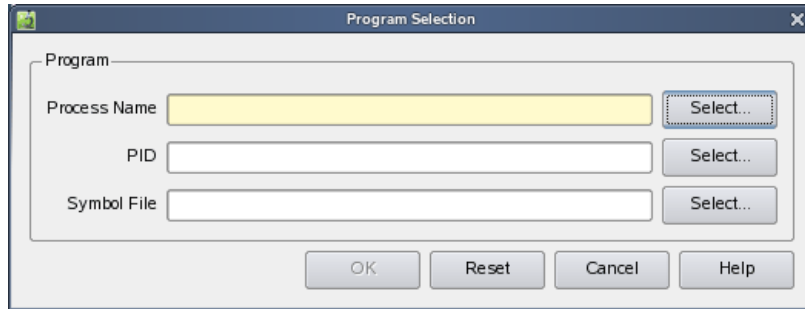 Program Selection
Program
Process Name Select...
PID Select...
Symbol File Select...
OK Reset Cancel Help